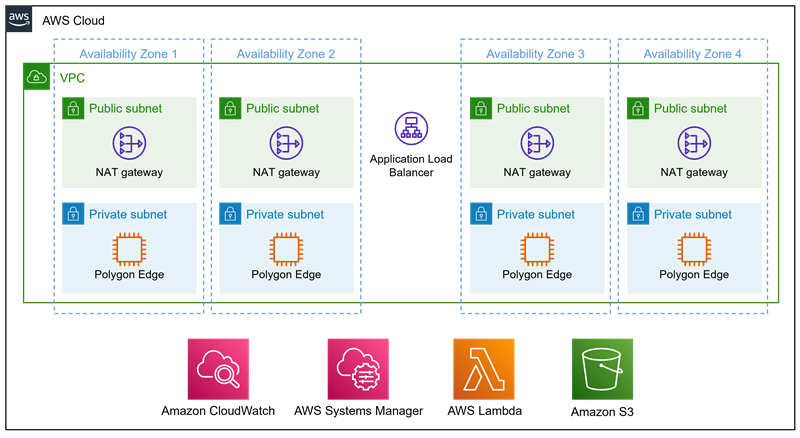 aws
AWS Cloud
Availability Zone 1
Availability Zone 2
Availability Zone 3
Availability Zone 4
VPC
Public subnet
NAT gateway
Public subnet
NAT gateway
Application Load
Balancer
Public subnet
NAT gateway
Public subnet
NAT gateway
Private subnet
Polygon Edge
Private subnet
Polygon Edge
Private subnet
Polygon Edge
Private subnet
Polygon Edge
Amazon CloudWatch
AWS Systems Manager
AWS Lambda
Amazon S3